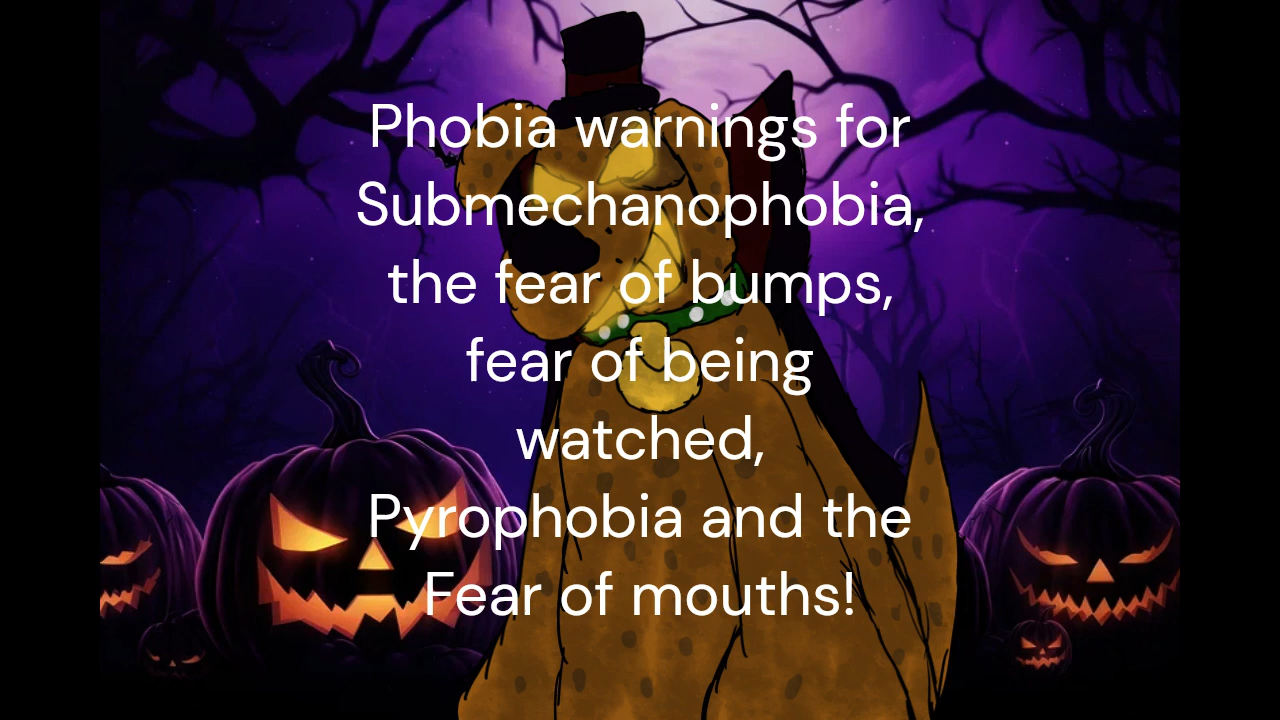 Phobia warnings for
Submechanophobia,
the fear of bumps,
fear of being
watched,
Pyrophobia and the
Fear of mouths!